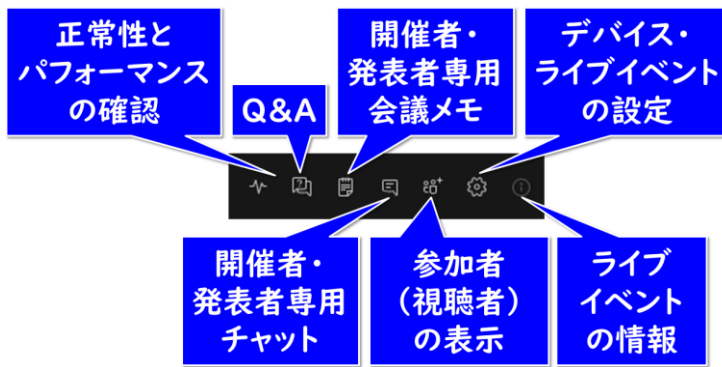 正常性と
パフォーマンス
の確認
Q&A
開催者・
発表者専用
会議メモ
デバイス・
ライブイベント
の設定
開催者・
発表者専用
チャット
参加者
（視聴者）
の表示
ライブ
イベント
の情報